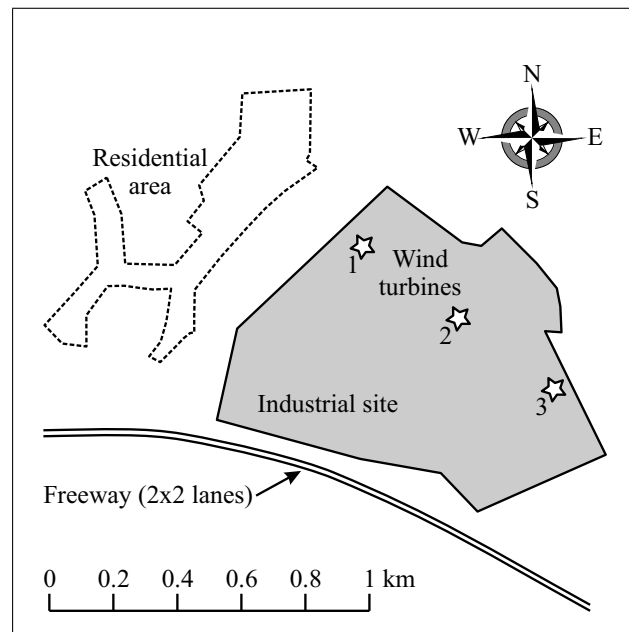 N
W
E
S
Residential
area
1
Wind
turbines
2
3
Industrial site
Freeway (2x2 lanes)
0 0.2 0.4 0.6 0.8 1 km